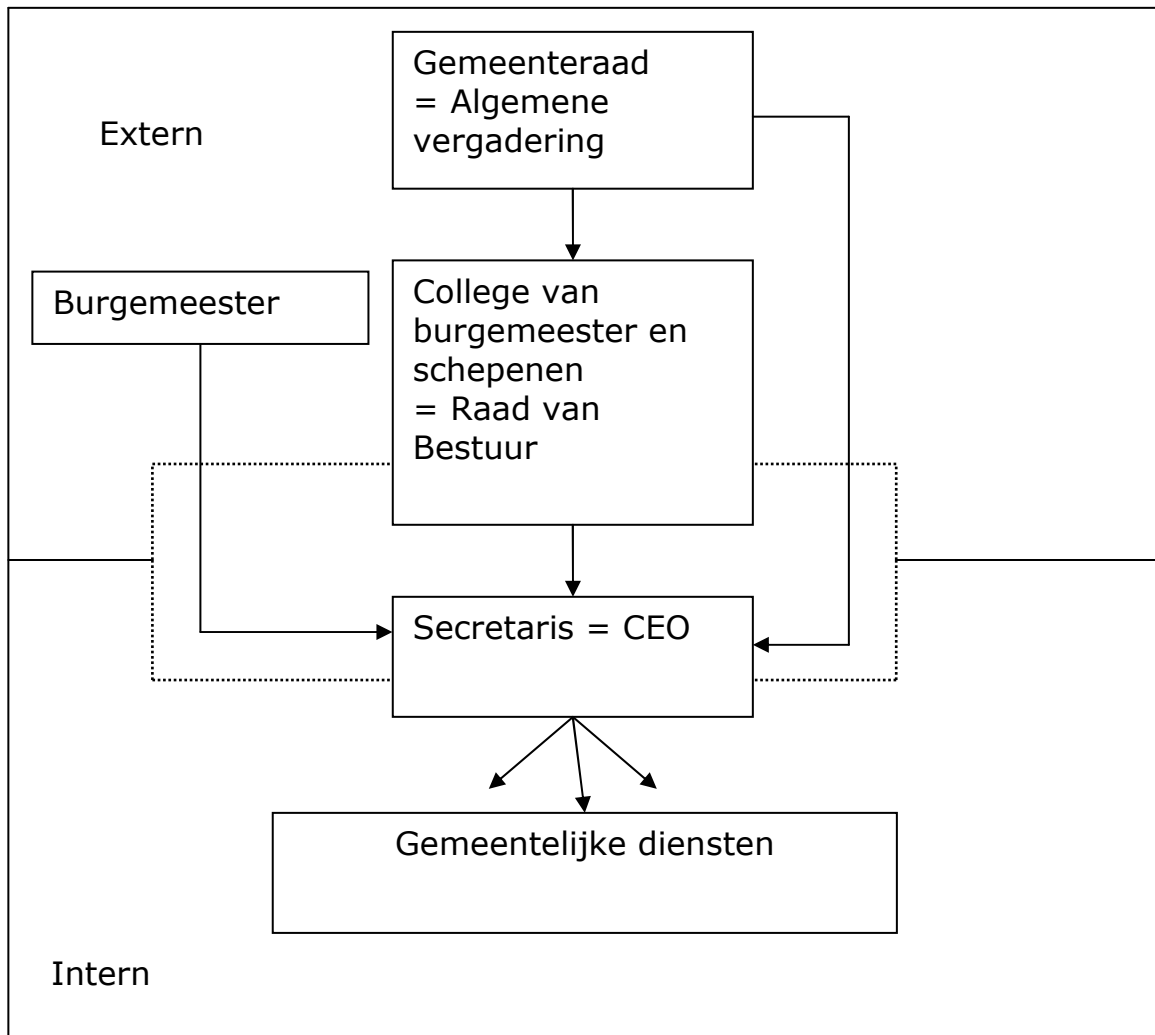 Gemeenteraad
= Algemene
vergadering
Extern
Burgemeester
College van
burgemeester en
schepenen
= Raad van
Bestuur
Secretaris = CEO
Gemeentelijke diensten
Intern